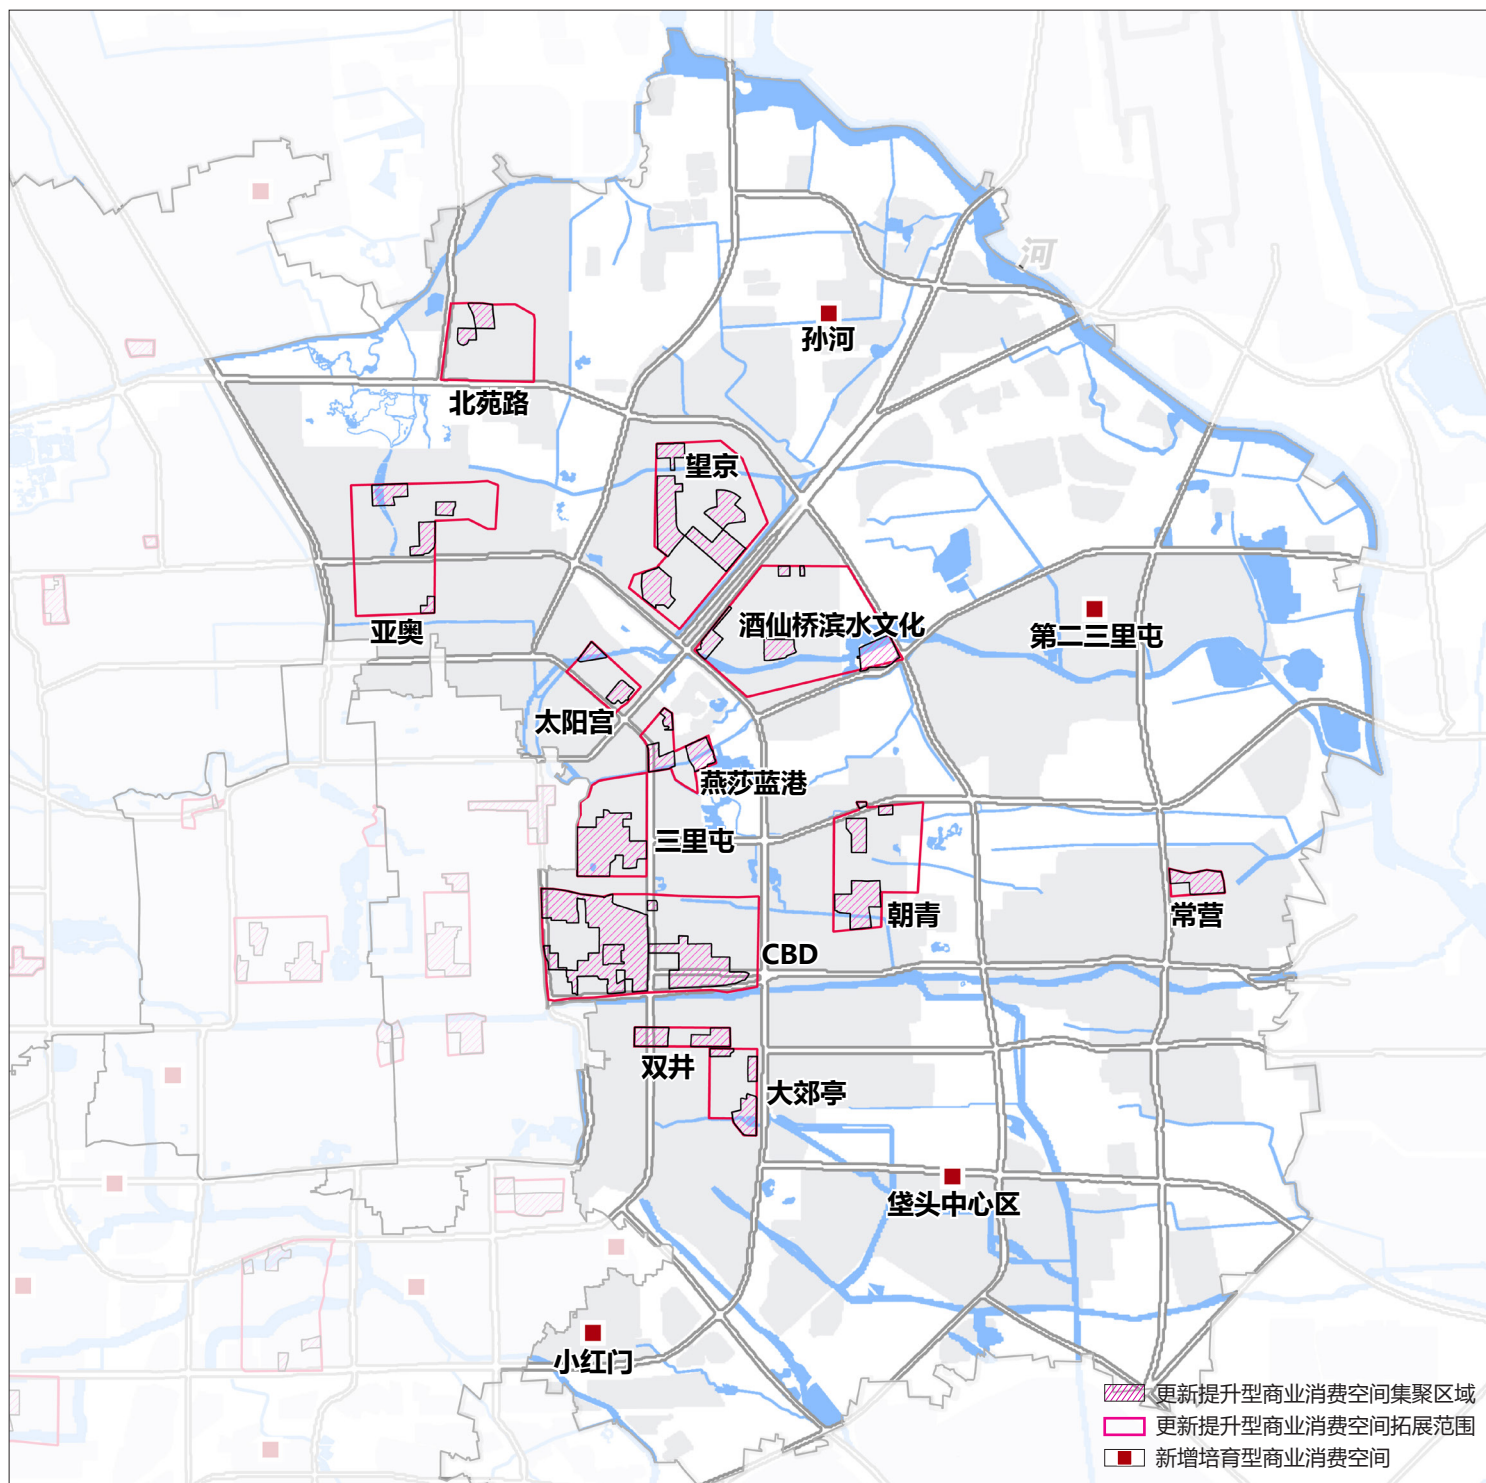 河
孙河
北苑路
望京
酒仙桥滨水文化
第二三里屯
亚奥
太阳宫
燕莎蓝港
三里屯
朝青
常营
CBD
双井
大郊亭
垡头中心区
小红门
更新提升型商业消费空间集聚区域
更新提升型商业消费空间拓展范围
新增培育型商业消费空间